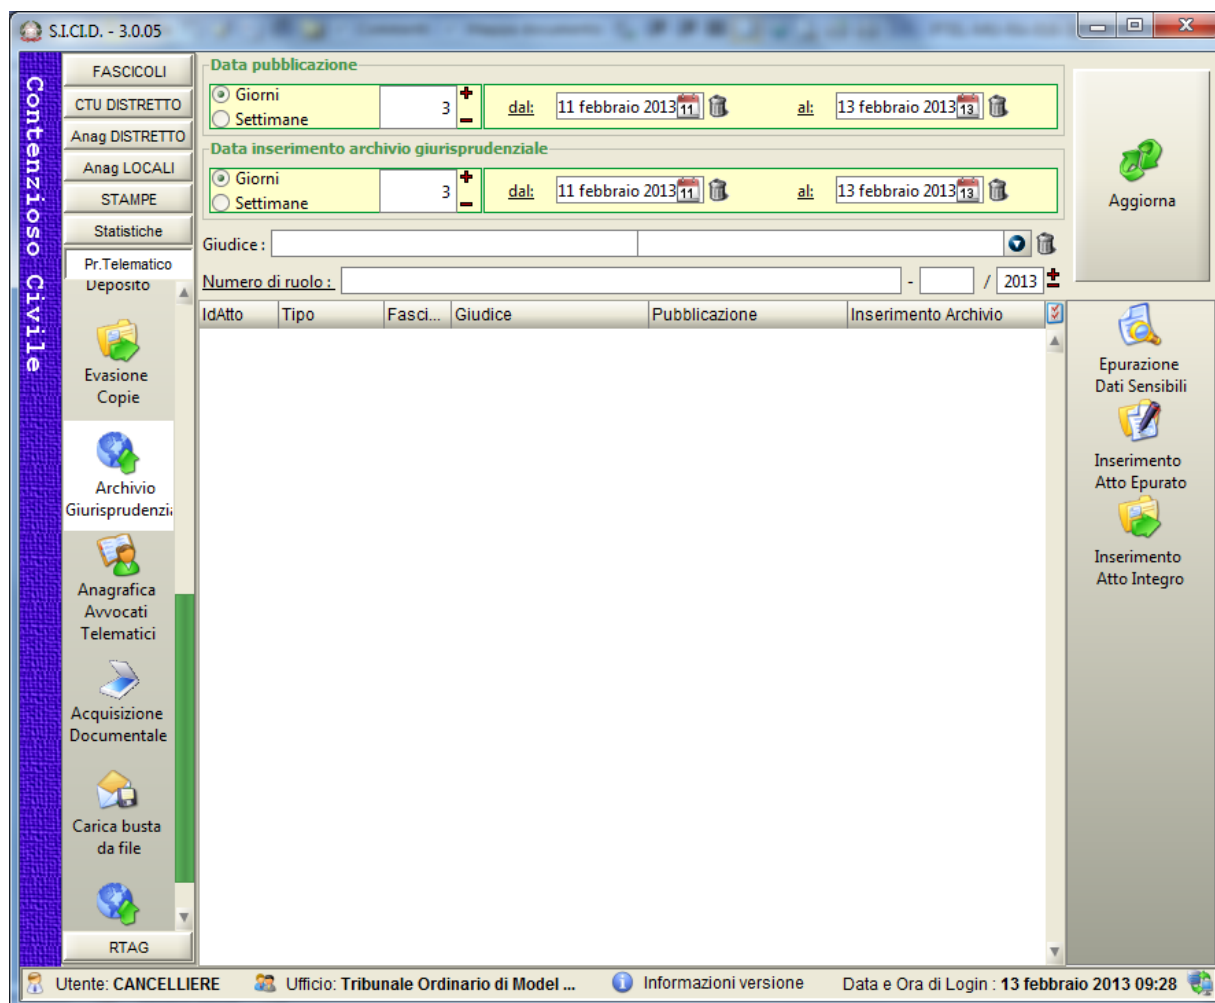 S.I.CI.D. - 3.0.05
Contenzioso Civile
FASCICOLI
CTU DISTRETTO
Anag DISTRETTO
Anag LOCALI
STAMPE
Statistiche
Pr.Telematico
Deposito
Evasione
Copie
Archivio
Giurisprudenzi
Anagrafica
Avvocati
Telematici
Acquisizione
Documentale
Carica busta
da file
RTAG
Data pubblicazione
Giorni
Settimane
3
dal: 11 febbraio 2013 11 al: 13 febbraio 2013 13
Data inserimento archivio giurisprudenziale
Giorni
Settimane
3
dal: 11 febbraio 2013 11 al: 13 febbraio 2013 13
Giudice :
Numero di ruolo : - / 2013
IdAtto Tipo Fasci... Giudice Pubblicazione Inserimento Archivio
Aggiorna
Epurazione
Dati Sensibili
Inserimento
Atto Epurato
Inserimento
Atto Integro
Utente: CANCELLIERE Ufficio: Tribunale Ordinario di Model ... Informazioni versione Data e Ora di Login : 13 febbraio 2013 09:28